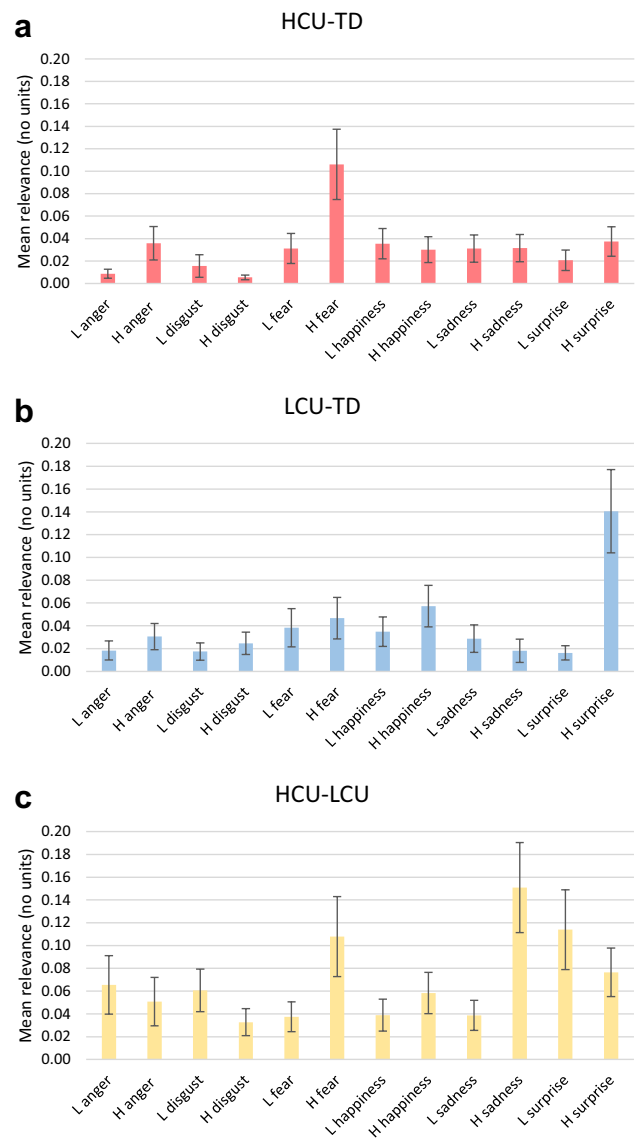 a
HCU-TD
Mean relevance (no units)
0.20
0.18
0.16
0.14
0.12
0.10
0.08
0.06
0.04
0.02
0.00
L anger
H anger
L disgust
H disgust
L fear
H fear
L happiness
H happiness
L sadness
H sadness
L surprise
H surprise
b
LCU-TD
Mean relevance (no units)
0.20
0.18
0.16
0.14
0.12
0.10
0.08
0.06
0.04
0.02
0.00
L anger
H anger
L disgust
H disgust
L fear
H fear
L happiness
H happiness
L sadness
H sadness
L surprise
H surprise
c
HCU-LCU
Mean relevance (no units)
0.20
0.18
0.16
0.14
0.12
0.10
0.08
0.06
0.04
0.02
0.00
L anger
H anger
L disgust
H disgust
L fear
H fear
L happiness
H happiness
L sadness
H sadness
L surprise
H surprise